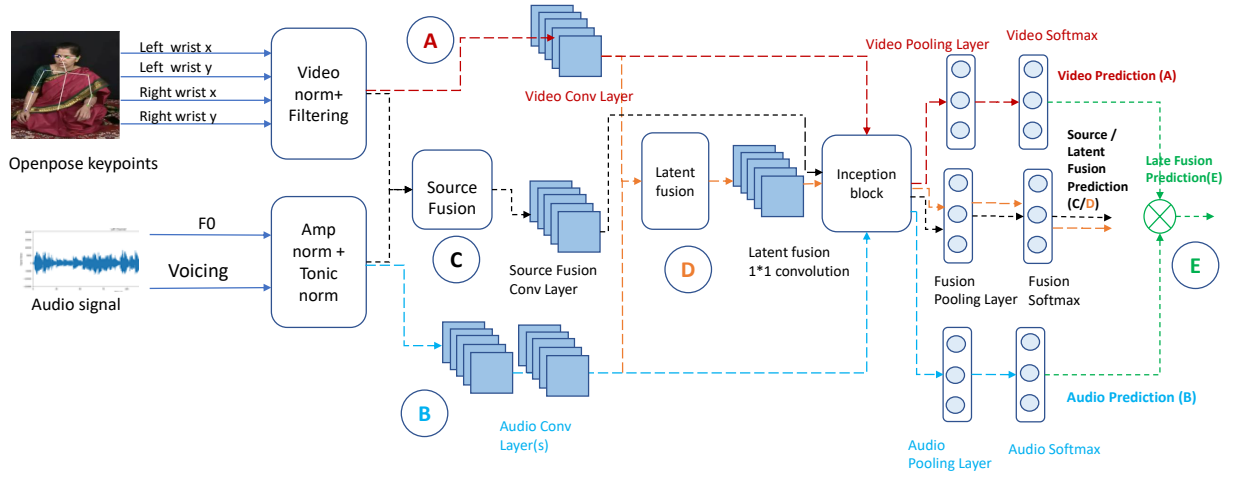 Left wrist x
Left wrist y
Right wrist x
Right wrist y
Openpose keypoints
Video
norm+
Filtering
A
Video Conv Layer
Video Pooling Layer
Video Softmax
Video Prediction (A)
F0
Voicing
Audio signal
Amp
norm +
Tonic
norm
Source
Fusion
C
Source Fusion
Conv Layer
Latent
fusion
D
Latent fusion
1*1 convolution
Inception
block
Source /
Latent
Fusion
Prediction
(C/D)
Late Fusion
Prediction(E)
E
Fusion
Pooling Layer
Fusion
Softmax
B
Audio Conv
Layer(s)
Audio Prediction (B)
Audio
Pooling Layer
Audio Softmax